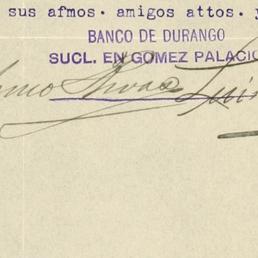 sus afmos. amigos attos. y
BANCO DE DURANGO
SUCL. EN GOMEZ PALACIO